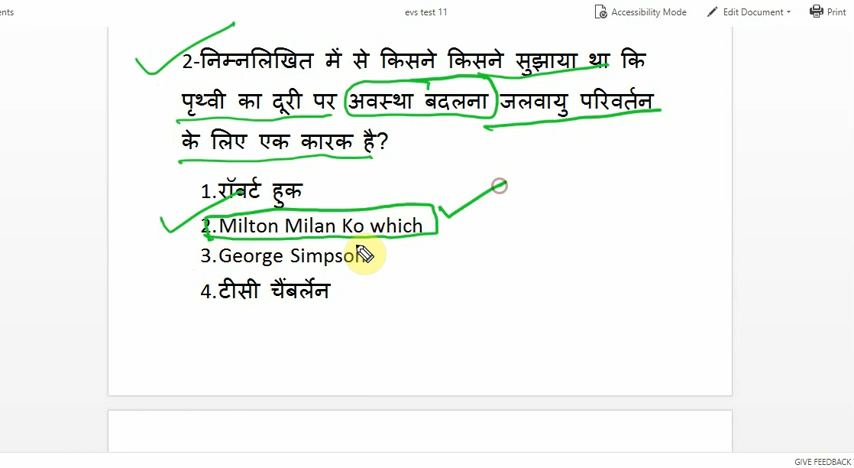 ents
evs test 11
Accessibility Mode
Edit Document
Print
2-निम्नलिखित में से किसने किसने सुझाया था कि
पृथ्वी का दूरी पर अवस्था बदलना जलवायु परिवर्तन
के लिए एक कारक है?
1.रॉबर्ट हुक
2.Milton Milan Ko which
3.George Simpson
4.टीसी चैंबर्लेन
GIVE FEEDBACK